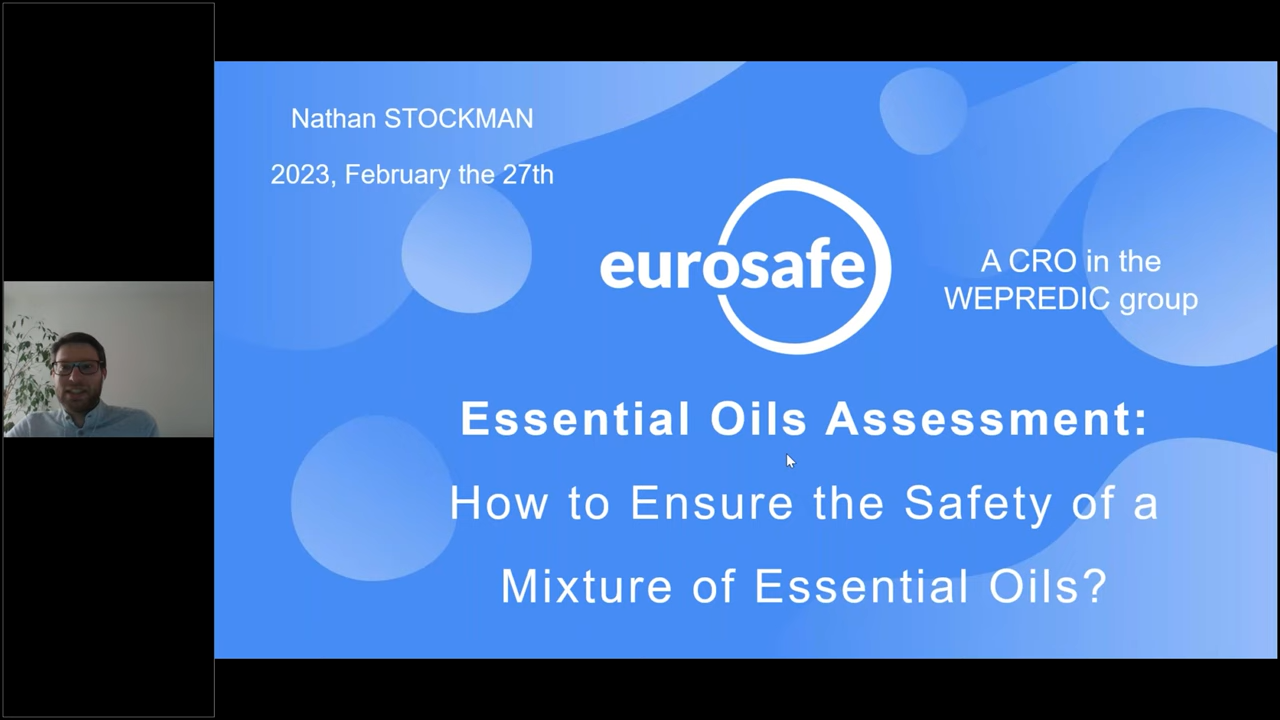 Nathan STOCKMAN
2023, February the 27th
eurosafe
A CRO in the
WEPREDIC group
Essential Oils Assessment:
How to Ensure the Safety of a
Mixture of Essential Oils?